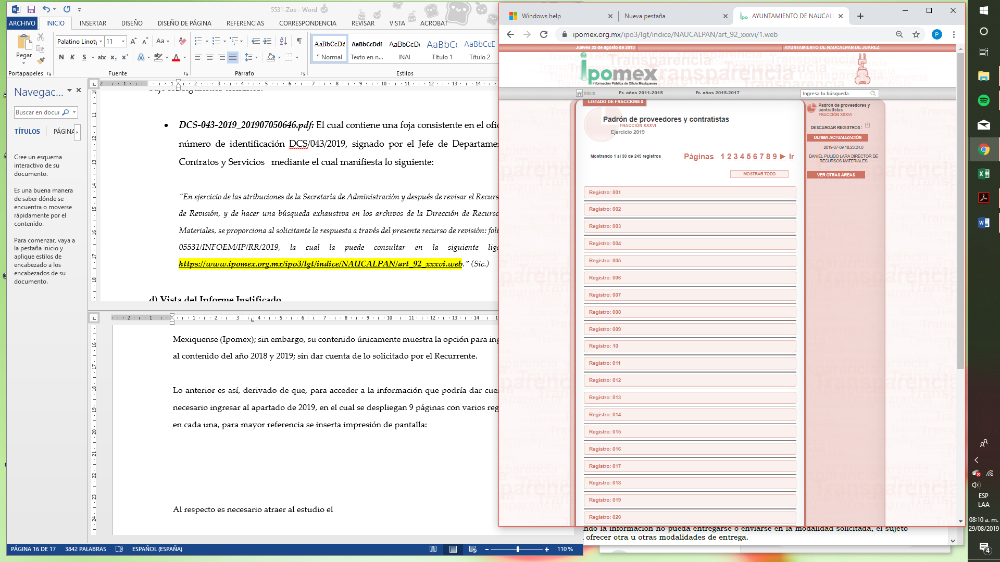 5531-Zoe - Word
ARCHIVO INICIO INSERTAR DISEÑO DISEÑO DE PÁGINA REFERENCIAS CORRESPONDENCIA REVISAR VISTA ACROBAT
Pegar
Palatino Linoty 11
N K S abc
AaBbCcDc AaBbCcDdE AaBbCcDc AaBbCc AaBbCcD
¶ Normal Texto en n... INAI Título 1 Título 2
Portapapeles Fuente Párrafo Estilos
Navegac...
Buscar en docur
TÍTULOS PÁGINA
Cree un esquema
interactivo de su
documento.
Es una buena manera
de saber dónde se
encuentra o moverse
rápidamente por el
contenido.
Para comenzar, vaya a
la pestaña Inicio y
aplique estilos de
encabezado a los
encabezados de su
documento.
• DCS-043-2019_201907050646.pdf: El cual contiene una foja consistente en el ofic
número de identificación DCS/043/2019, signado por el Jefe de Departamen
Contratos y Servicios mediante el cual manifiesta lo siguiente:
“En ejercicio de las atribuciones de la Secretaría de Administración y después de revisar el Recurs
de Revisión, y de hacer una búsqueda exhaustiva en los archivos de la Dirección de Recurso
Materiales, se proporciona al solicitante la respuesta a través del presente recurso de revisión: foli
05531/INFOEM/IP/RR/2019, la cual la puede consultar en la siguiente liga
https://www.ipomex.org.mx/ipo3/lgt/indice/NAUCALPAN/art_92_xxxvi.web.” (Sic.)
d) Vista del Informe Justificado
Mexiquense (Ipomex); sin embargo, su contenido únicamente muestra la opción para ing
al contenido del año 2018 y 2019; sin dar cuenta de lo solicitado por el Recurrente.
Lo anterior es así, derivado de que, para acceder a la información que podría dar cuen
necesario ingresar al apartado de 2019, en el cual se despliegan 9 páginas con varios reg
en cada una, para mayor referencia se inserta impresión de pantalla:
Al respecto es necesario atraer al estudio el
PÁGINA 16 DE 17 3842 PALABRAS ESPAÑOL (ESPAÑA) 110 %
Windows help Nueva pestaña AYUNTAMIENTO DE NAUCAL
ipomex.org.mx/ipo3/lgt/indice/NAUCALPAN/art_92_xxxvi/1.web P
Jueves 29 de agosto de 2019 AYUNTAMIENTO DE NAUCALPAN DE JUAREZ
ipomex
Información Pública de Oficio Mexiquense
Transparencia
Inicio Fr. años 2011-2015 Fr. años 2015-2017 Ingresa tu búsqueda
LISTADO DE FRACCIONES
Padrón de proveedores y contratistas
FRACCIÓN XXXVI
Ejercicio 2019
Mostrando 1 al 30 de 245 registros Páginas 1 2 3 4 5 6 7 8 9 ► Ir
MOSTRAR TODO
Registro: 001
Registro: 002
Registro: 003
Registro: 004
Registro: 005
Registro: 006
Registro: 007
Registro: 008
Registro: 009
Registro: 10
Registro: 011
Registro: 012
Registro: 013
Registro: 014
Registro: 015
Registro: 016
Registro: 017
Registro: 018
Registro: 019
Registro: 020
Padrón de proveedores y
contratistas
FRACCIÓN XXXVI
DESCARGAR REGISTROS :
ULTIMA ACTUALIZACIÓN
2019-07-09 18:23:24.0
DANIEL PULIDO LARA DIRECTOR DE
RECURSOS MATERIALES
VER OTRAS AREAS
ndo la información no pueda entregarse o enviarse en la modalidad solicitada, el sujeto
ofrecer otra u otras modalidades de entrega.
ESP
LAA
08:10 a. m.
29/08/2019
4